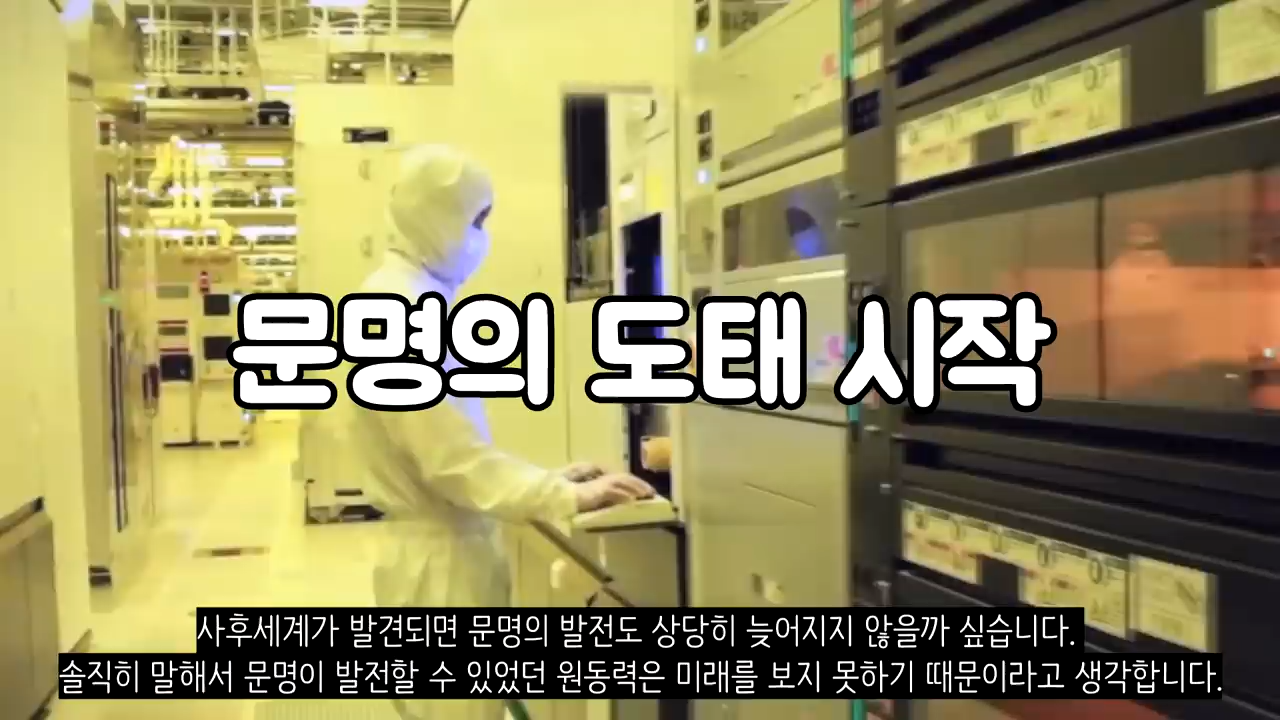 문명의 도태 시작
사후세계가 발견되면 문명의 발전도 상당히 늦어지지 않을까 싶습니다.
솔직히 말해서 문명이 발전할 수 있었던 원동력은 미래를 보지 못하기 때문이라고 생각합니다.